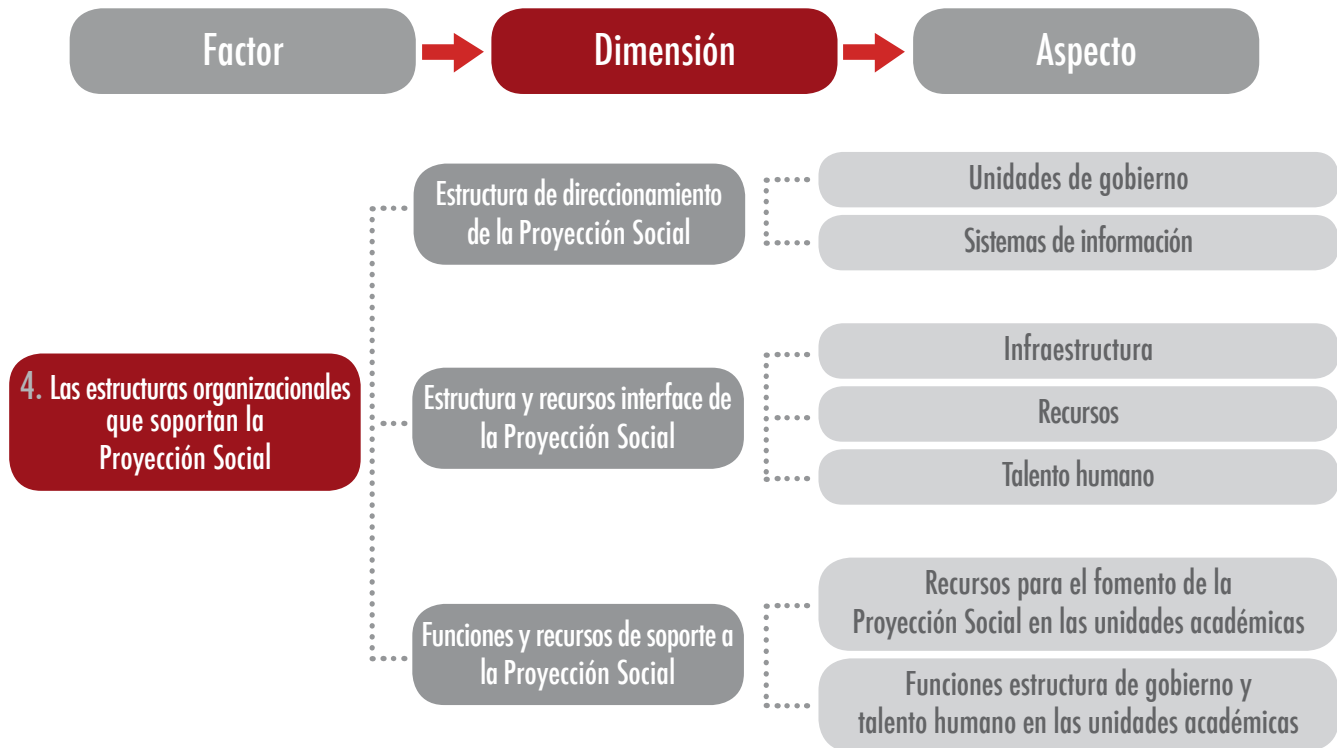 Factor
Dimensión
Aspecto
Estructura de direccionamiento
de la Proyección Social
Unidades de gobierno
Sistemas de información
4. Las estructuras organizacionales
que soportan la
Proyección Social
Estructura y recursos interface de
la Proyección Social
Infraestructura
Recursos
Talento humano
Funciones y recursos de soporte a
la Proyección Social
Recursos para el fomento de la
Proyección Social en las unidades académicas
Funciones estructura de gobierno y
talento humano en las unidades académicas